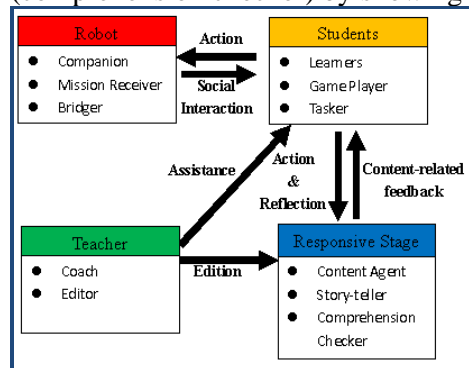 Robot
Companion
Mission Receiver
Bridger
Action
Social
Interaction
Students
Learners
Game Player
Tasker
Assistance
Action
&
Reflection
Content-related
feedback
Teacher
Coach
Editor
Edition
Responsive Stage
Content Agent
Story-teller
Comprehension
Checker